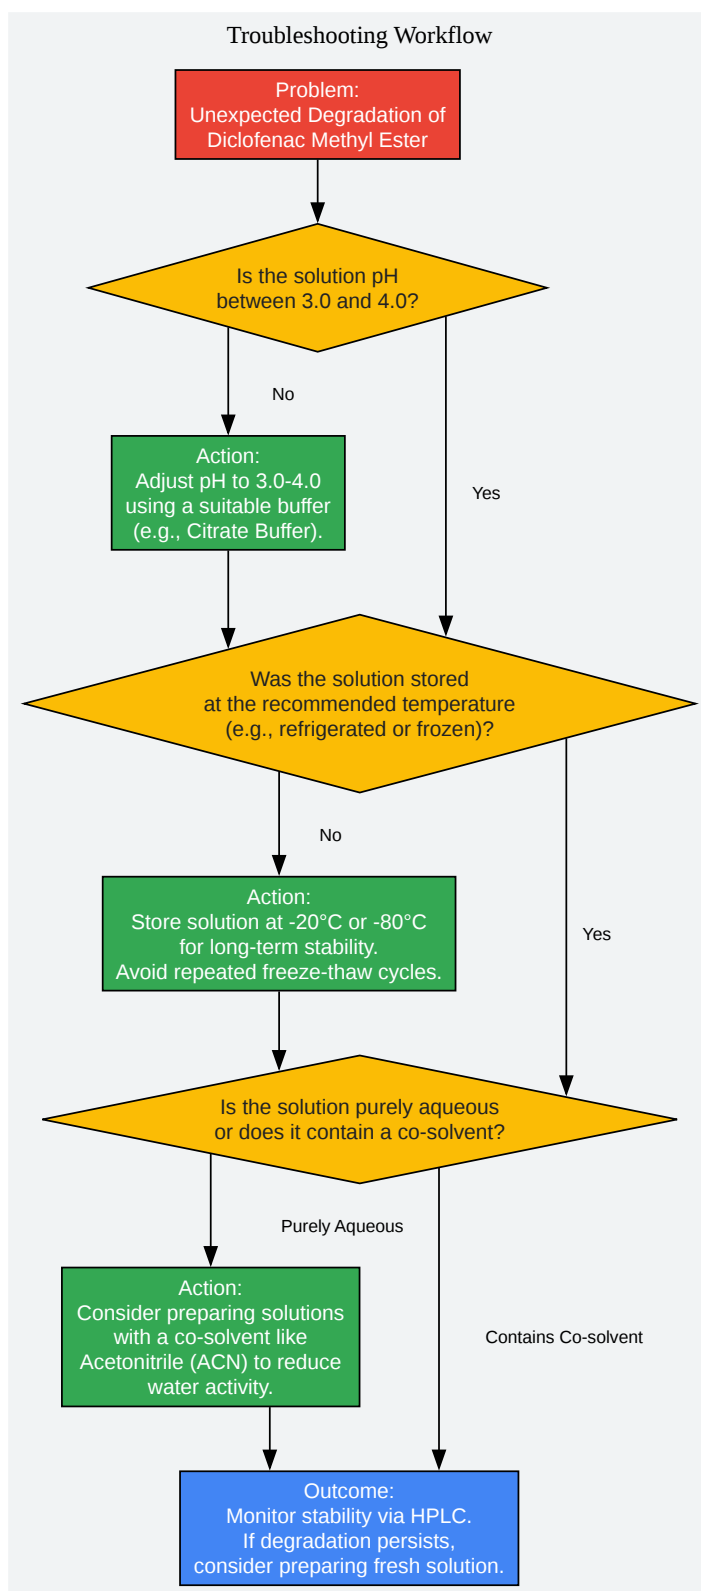 Troubleshooting Workflow
Problem:
Unexpected Degradation of
Diclofenac Methyl Ester
Is the solution pH
between 3.0 and 4.0?
No
Action:
Adjust pH to 3.0-4.0
using a suitable buffer
(e.g., Citrate Buffer).
Yes
Was the solution stored
at the recommended temperature
(e.g., refrigerated or frozen)?
No
Action:
Store solution at -20°C or -80°C
for long-term stability.
Avoid repeated freeze-thaw cycles.
Yes
Is the solution purely aqueous
or does it contain a co-solvent?
Purely Aqueous
Action:
Consider preparing solutions
with a co-solvent like
Acetonitrile (ACN) to reduce
water activity.
Contains Co-solvent
Outcome:
Monitor stability via HPLC.
If degradation persists,
consider preparing fresh solution.